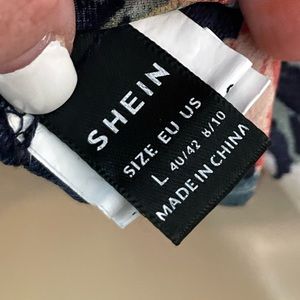 SHEIN
SIZE EU US
L 40/42 8/10
MADE IN CHINA